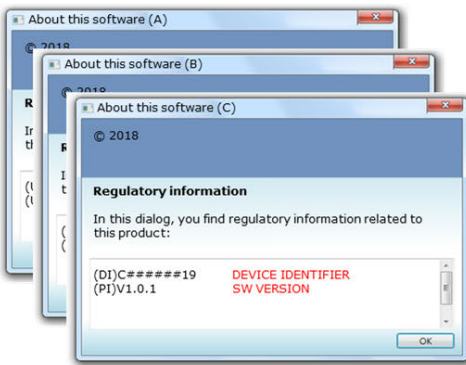 About this software (A)
© 2018
About this software (B)
© 2018
About this software (C)
© 2018
Regulatory information
In this dialog, you find regulatory information related to
this product:
(DI)C######19 DEVICE IDENTIFIER
(PI)V1.0.1 SW VERSION
OK